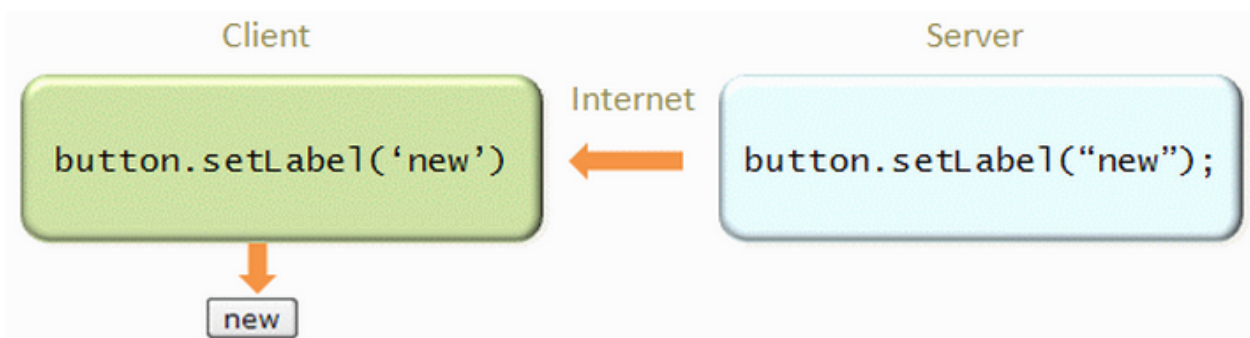 Client
Server
Internet
button.setLabel(‘new’)
button.setLabel(“new”);
new